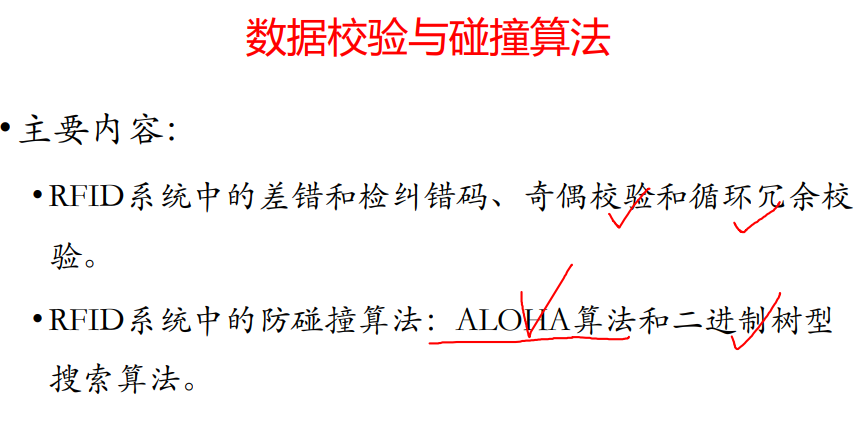 数据校验与碰撞算法
•主要内容：
•RFID系统中的差错和检纠错码、奇偶校验和循环冗余校
验。
•RFID系统中的防碰撞算法：ALOHA算法和二进制树型
搜索算法。